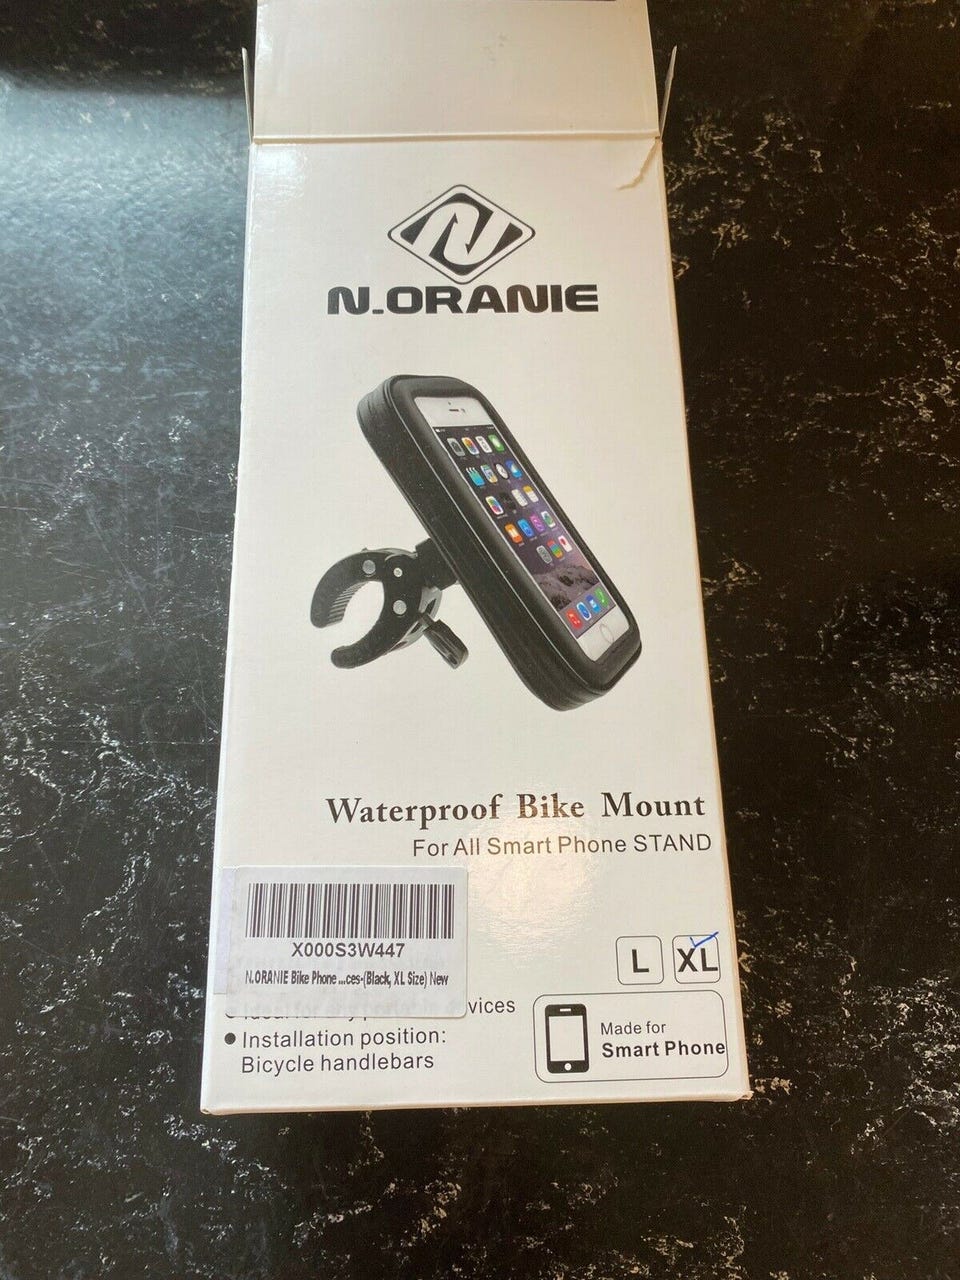 N.ORANIE
Waterproof Bike Mount
For All Smart Phone STAND
X000S3W447
N.ORANIE Bike Phone ...ces-(Black, XL Size) New
L XL
vices
Installation position:
Bicycle handlebars
Made for
Smart Phone